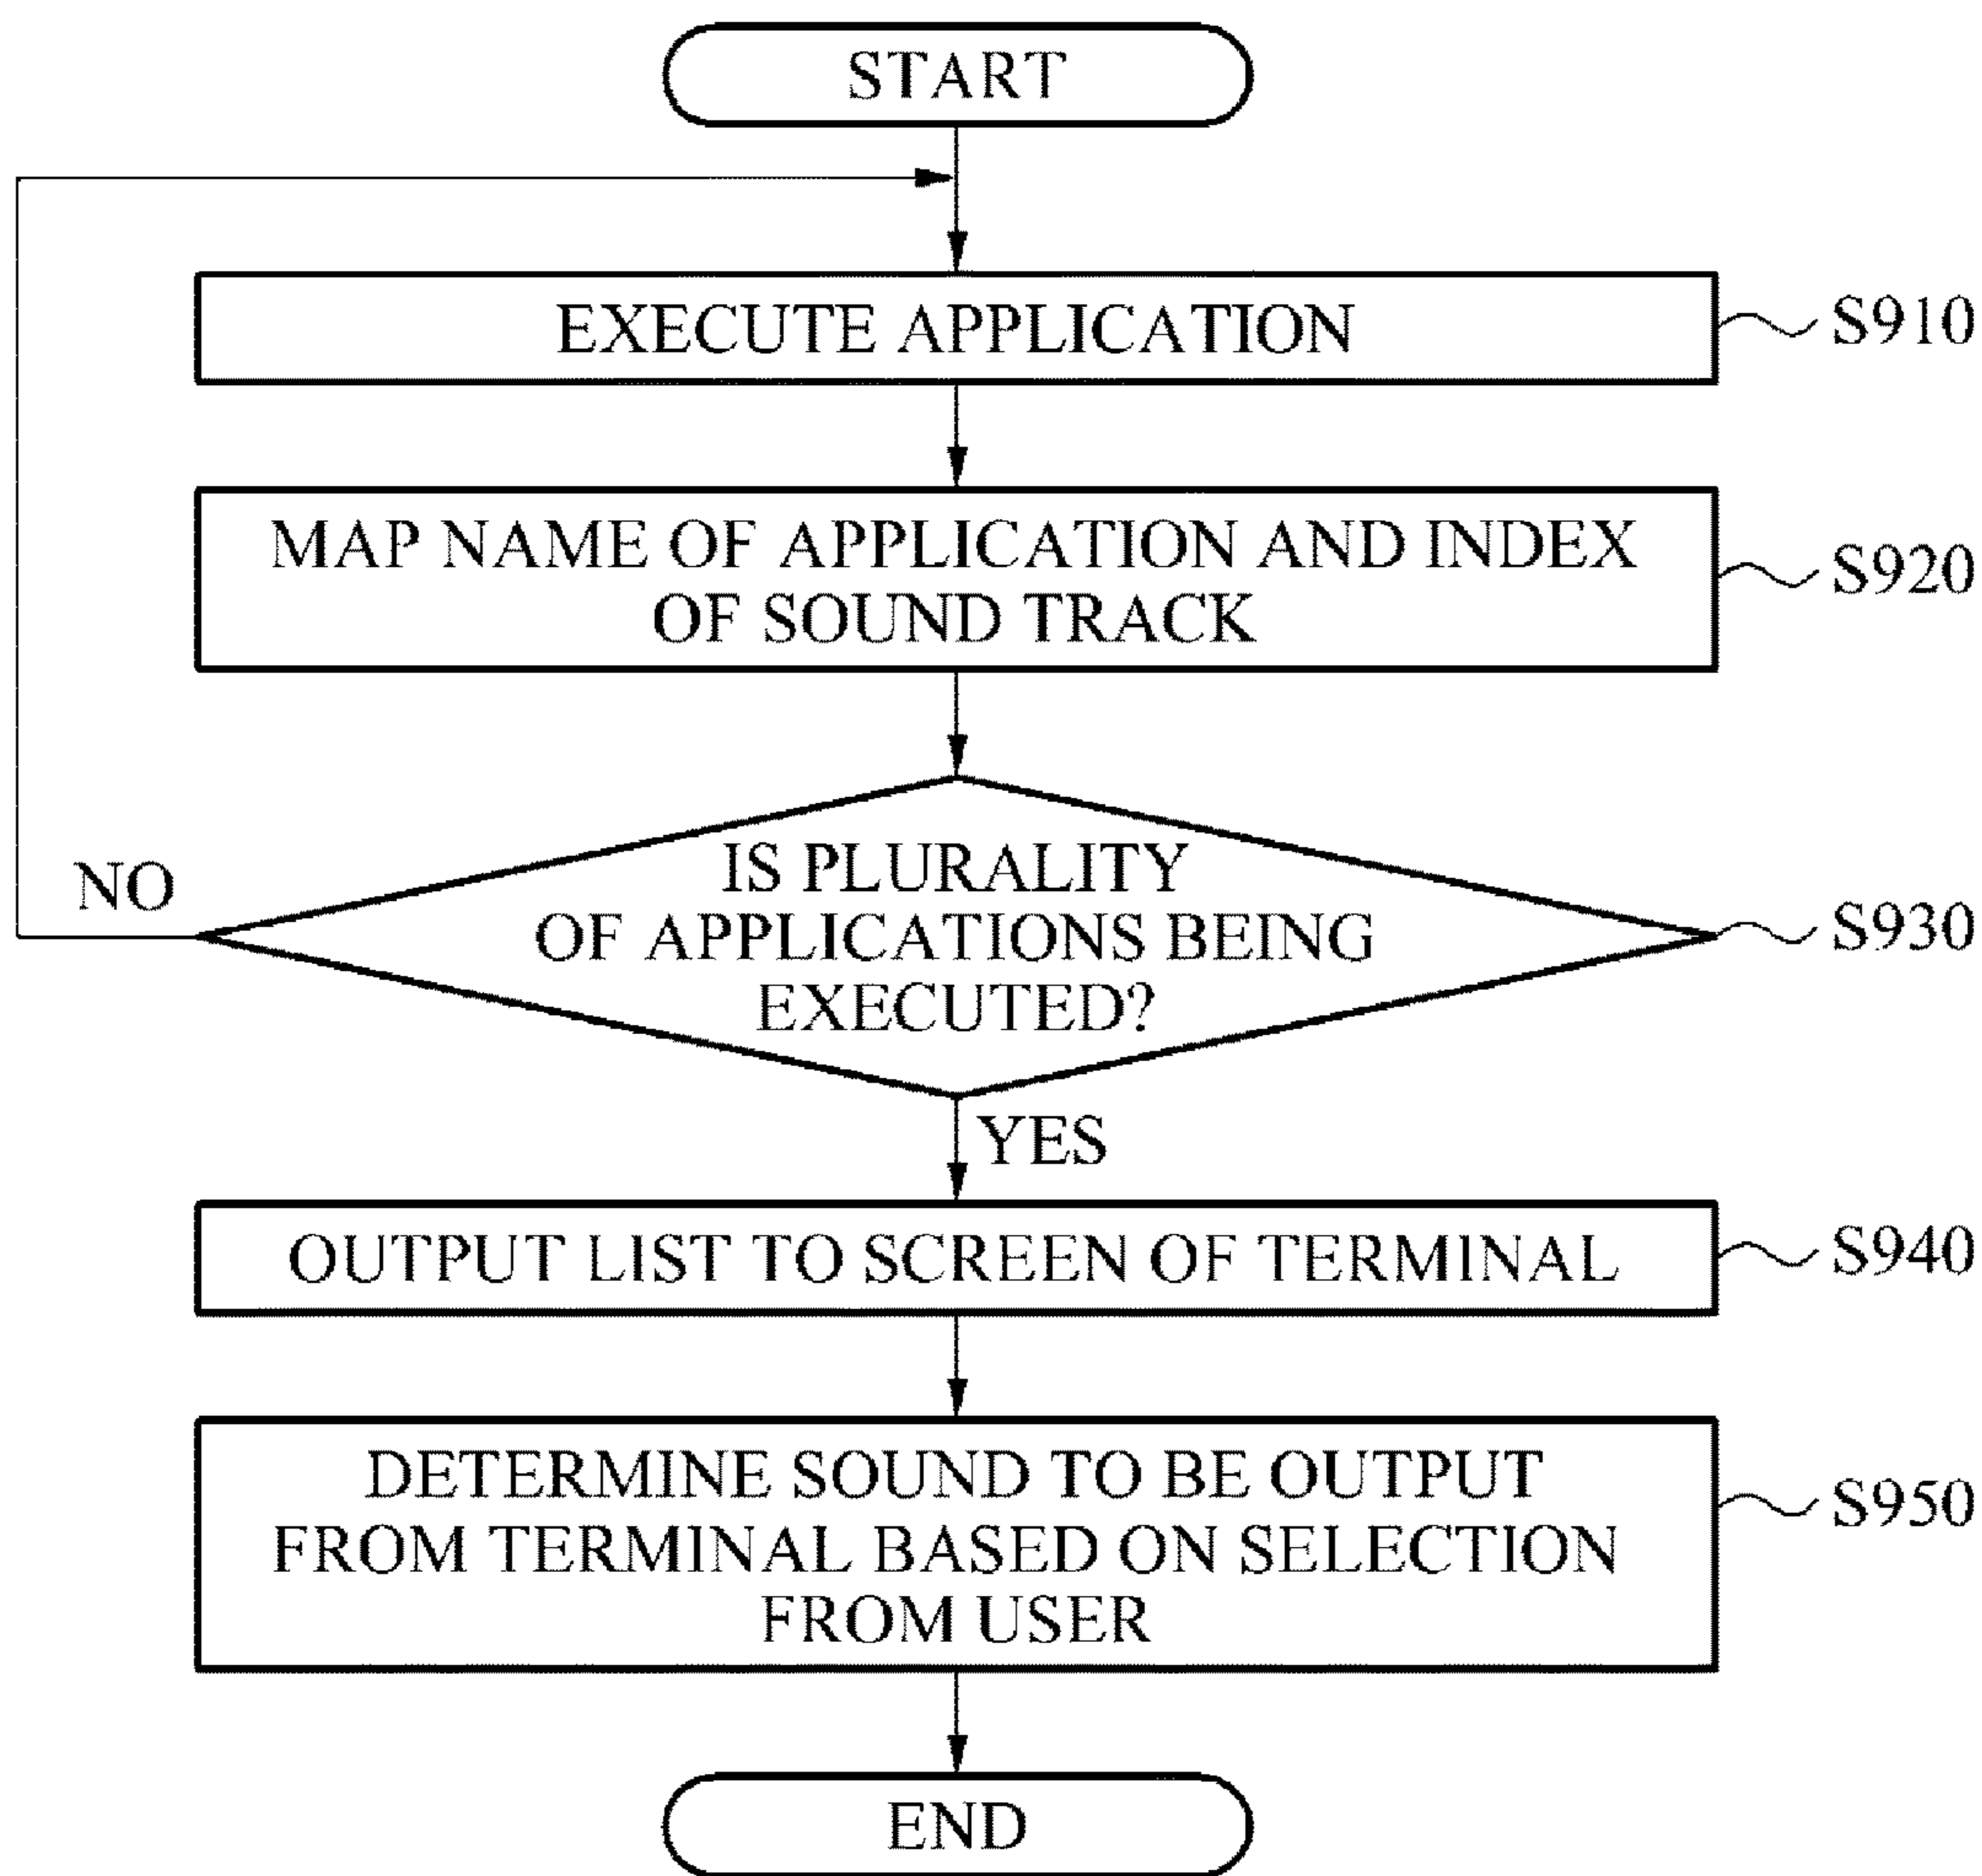 START
EXECUTE APPLICATION
S910
MAP NAME OF APPLICATION AND INDEX
OF SOUND TRACK
S920
IS PLURALITY
OF APPLICATIONS BEING
EXECUTED?
S930
NO
YES
OUTPUT LIST TO SCREEN OF TERMINAL
S940
DETERMINE SOUND TO BE OUTPUT
FROM TERMINAL BASED ON SELECTION
FROM USER
S950
END